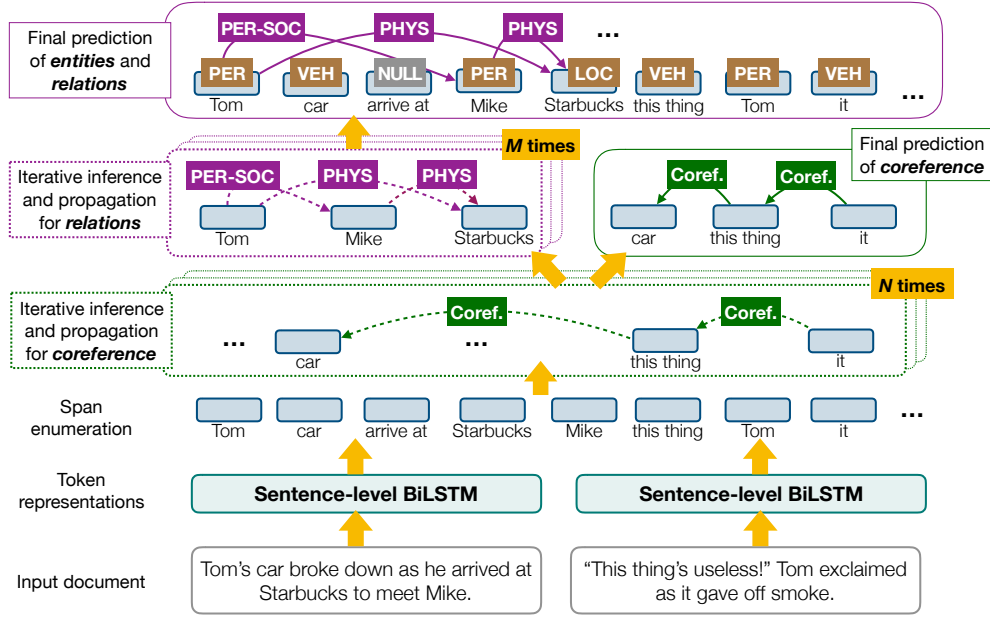 Final prediction
of entities and
relations
PER-SOC PHYS PHYS ...
PER VEH NULL PER LOC VEH PER VEH
Tom car arrive at Mike Starbucks this thing Tom it ...
Iterative inference
and propagation
for relations
M times
PER-SOC PHYS PHYS
Tom Mike Starbucks
Final prediction
of coreference
Coref. Coref.
car this thing it
Iterative inference
and propagation
for coreference
N times
Coref. Coref.
... car ... this thing it
Span
enumeration
Tom car arrive at Starbucks Mike this thing Tom it ...
Token
representations
Sentence-level BiLSTM
Sentence-level BiLSTM
Input document
Tom’s car broke down as he arrived at
Starbucks to meet Mike.
“This thing’s useless!” Tom exclaimed
as it gave off smoke.